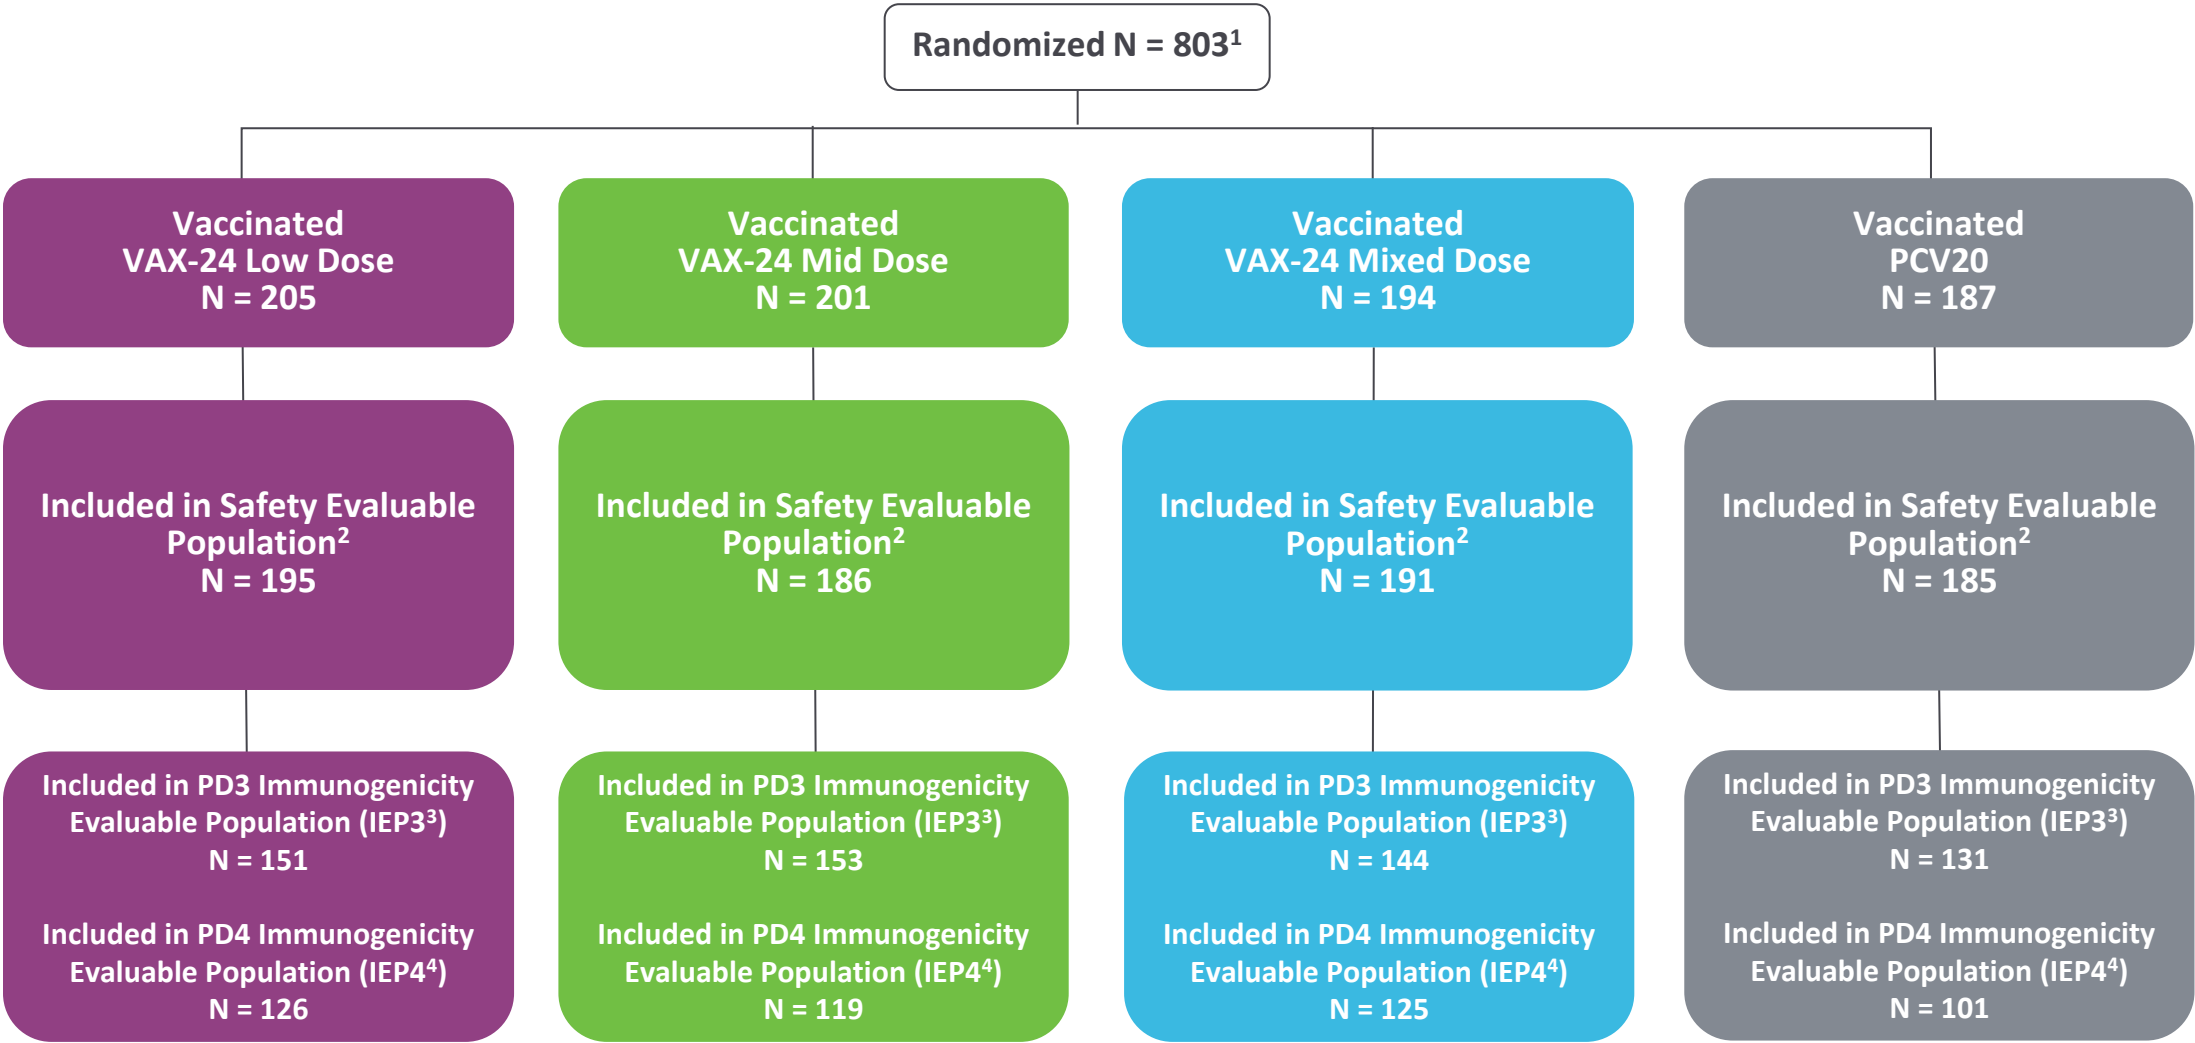 Randomized N = 803¹
Vaccinated
VAX-24 Low Dose
N = 205
Vaccinated
VAX-24 Mid Dose
N = 201
Vaccinated
VAX-24 Mixed Dose
N = 194
Vaccinated
PCV20
N = 187
Included in Safety Evaluable
Population²
N = 195
Included in Safety Evaluable
Population²
N = 186
Included in Safety Evaluable
Population²
N = 191
Included in Safety Evaluable
Population²
N = 185
Included in PD3 Immunogenicity
Evaluable Population (IEP3³)
N = 151
Included in PD4 Immunogenicity
Evaluable Population (IEP4⁴)
N = 126
Included in PD3 Immunogenicity
Evaluable Population (IEP3³)
N = 153
Included in PD4 Immunogenicity
Evaluable Population (IEP4⁴)
N = 119
Included in PD3 Immunogenicity
Evaluable Population (IEP3³)
N = 144
Included in PD4 Immunogenicity
Evaluable Population (IEP4⁴)
N = 125
Included in PD3 Immunogenicity
Evaluable Population (IEP3³)
N = 131
Included in PD4 Immunogenicity
Evaluable Population (IEP4⁴)
N = 101